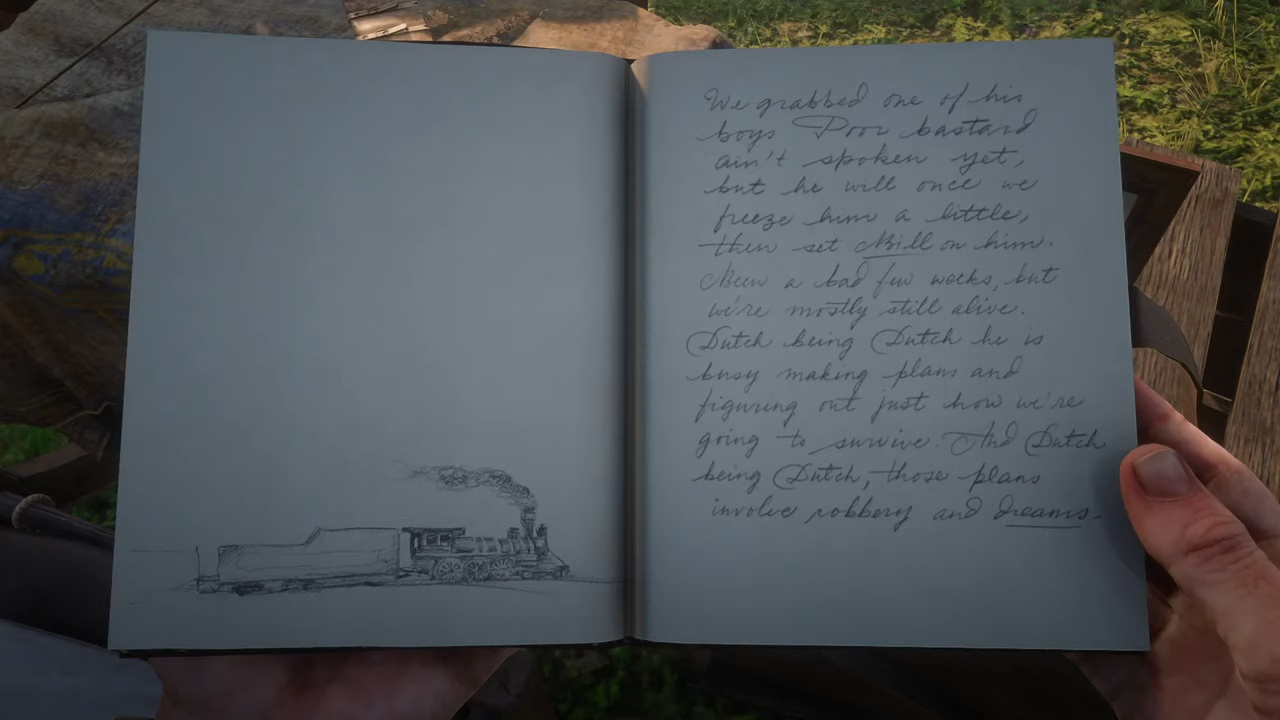 We grabbed one of his
boys Poor bastard
ain't spoken yet,
but he will once we
freeze him a little,
then set Bill on him.
Been a bad few weeks, but
we're mostly still alive.
Dutch being Dutch he is
busy making plans and
figuring out just how we're
going to survive. And Dutch
being Dutch, those plans
involve robbery and dreams.